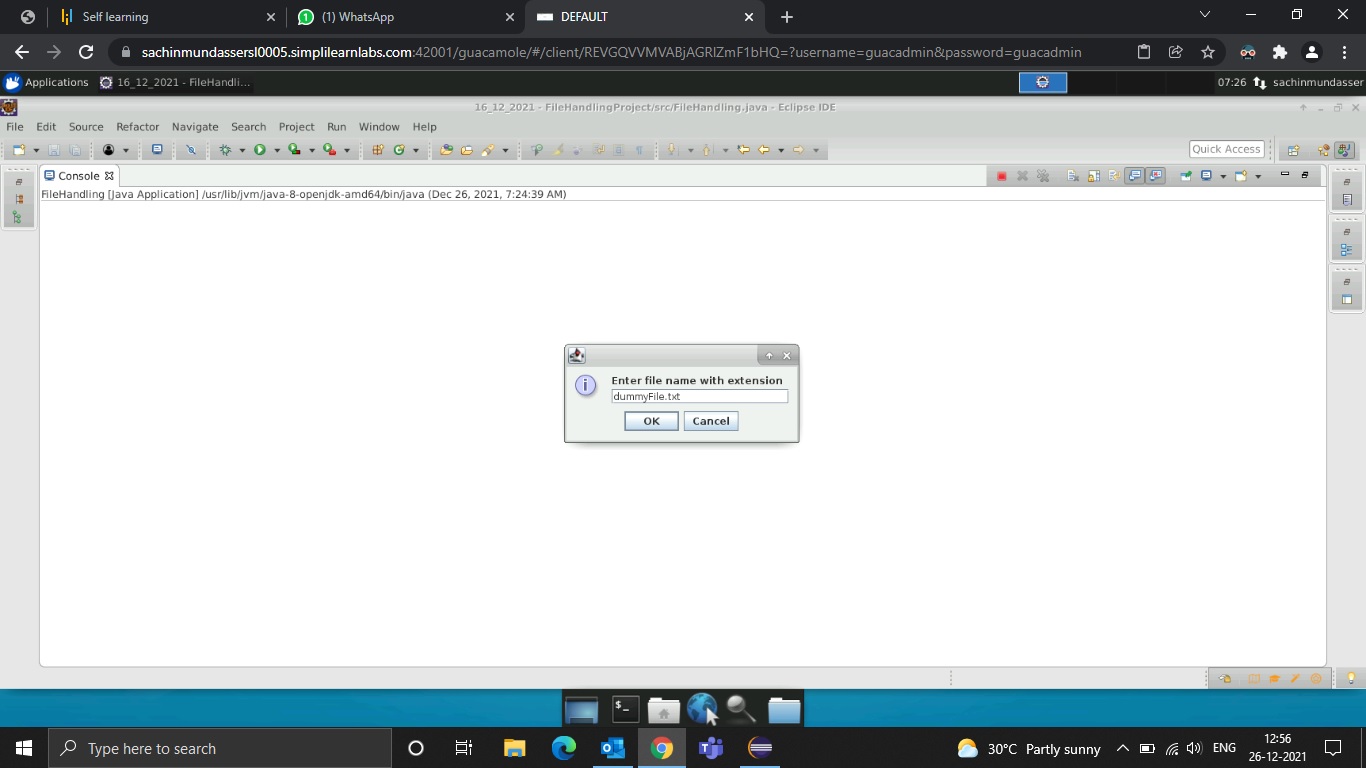 Self learning
(1) WhatsApp
DEFAULT
sachinmundassersl0005.simplilearnlabs.com:42001/guacamole/#/client/REVGQVVMVABjAGRlZmF1bHQ=?username=guacadmin&password=guacadmin
Applications
16_12_2021 - FileHandli...
07:26
sachinmundasser
16_12_2021 - FileHandlingProject/src/FileHandling.java - Eclipse IDE
File Edit Source Refactor Navigate Search Project Run Window Help
Quick Access
Console
FileHandling [Java Application] /usr/lib/jvm/java-8-openjdk-amd64/bin/java (Dec 26, 2021, 7:24:39 AM)
Enter file name with extension
dummyFile.txt
OK Cancel
Type here to search
30°C Partly sunny
ENG
12:56
26-12-2021